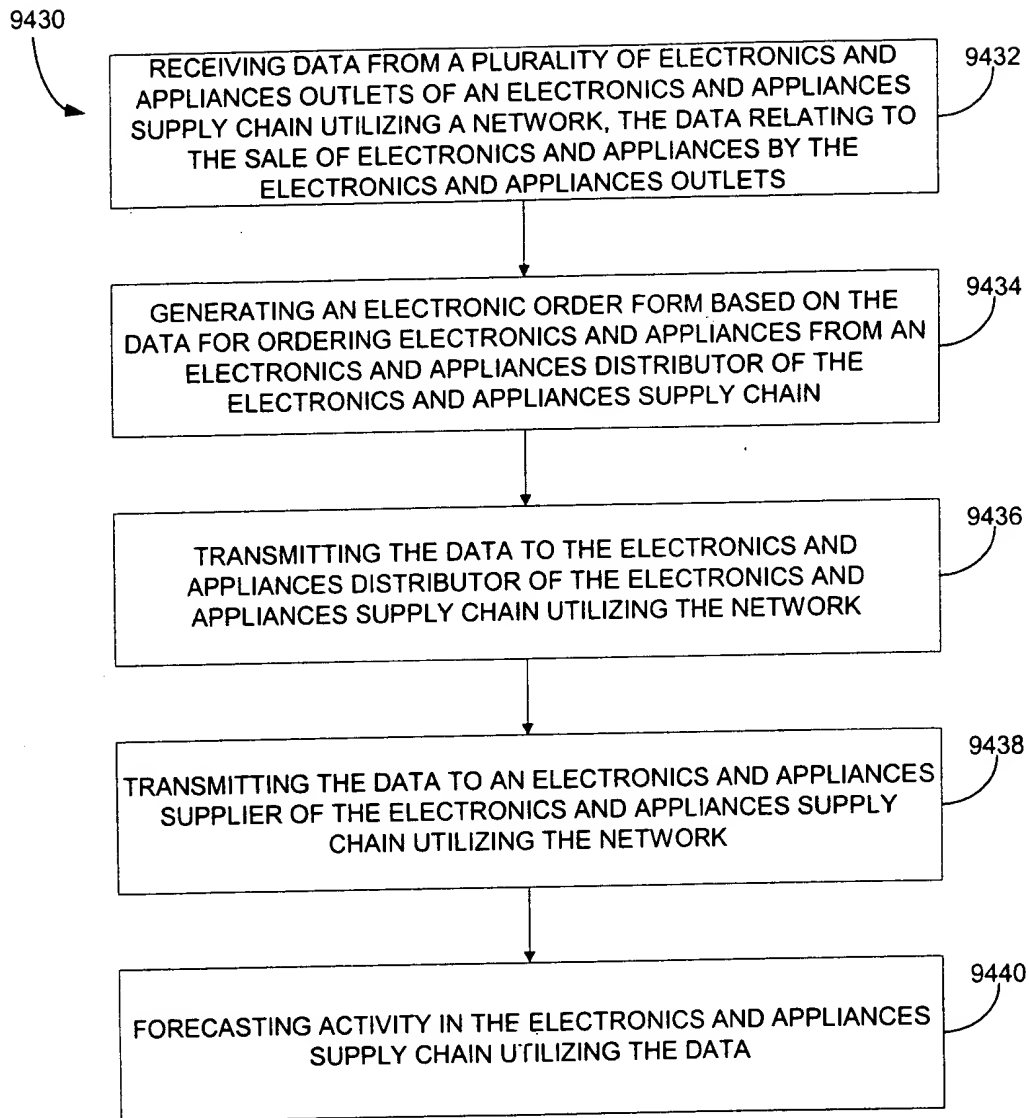 9430
RECEIVING DATA FROM A PLURALITY OF ELECTRONICS AND
APPLIANCES OUTLETS OF AN ELECTRONICS AND APPLIANCES
SUPPLY CHAIN UTILIZING A NETWORK, THE DATA RELATING TO
THE SALE OF ELECTRONICS AND APPLIANCES BY THE
ELECTRONICS AND APPLIANCES OUTLETS
9432
GENERATING AN ELECTRONIC ORDER FORM BASED ON THE
DATA FOR ORDERING ELECTRONICS AND APPLIANCES FROM AN
ELECTRONICS AND APPLIANCES DISTRIBUTOR OF THE
ELECTRONICS AND APPLIANCES SUPPLY CHAIN
9434
TRANSMITTING THE DATA TO THE ELECTRONICS AND
APPLIANCES DISTRIBUTOR OF THE ELECTRONICS AND
APPLIANCES SUPPLY CHAIN UTILIZING THE NETWORK
9436
TRANSMITTING THE DATA TO AN ELECTRONICS AND APPLIANCES
SUPPLIER OF THE ELECTRONICS AND APPLIANCES SUPPLY
CHAIN UTILIZING THE NETWORK
9438
FORECASTING ACTIVITY IN THE ELECTRONICS AND APPLIANCES
SUPPLY CHAIN UTILIZING THE DATA
9440